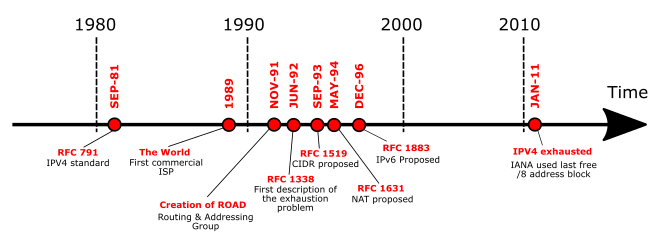 1980
1990
2000
2010
SEP-81
1989
NOV-91
JUN-92
SEP-93
MAY-94
DEC-96
JAN-11
Time
RFC 791
IPV4 standard
The World
First commercial
ISP
Creation of ROAD
Routing & Addressing
Group
RFC 1338
First description of
the exhaustion
problem
RFC 1519
CIDR proposed
RFC 1631
NAT proposed
RFC 1883
IPv6 Proposed
IPV4 exhausted
IANA used last free
/8 address block